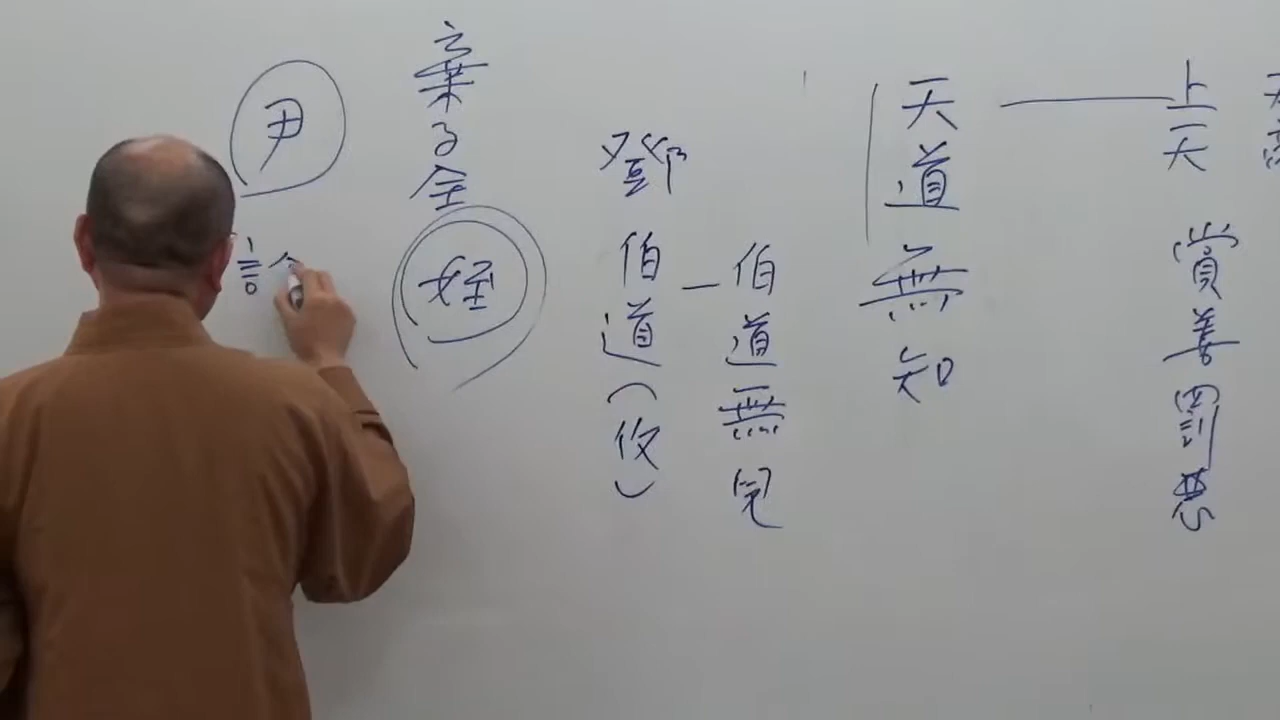 上天 賞善罰惡
天道無知
伯道無兒
鄧伯道(攸)
棄子全
姪
尹